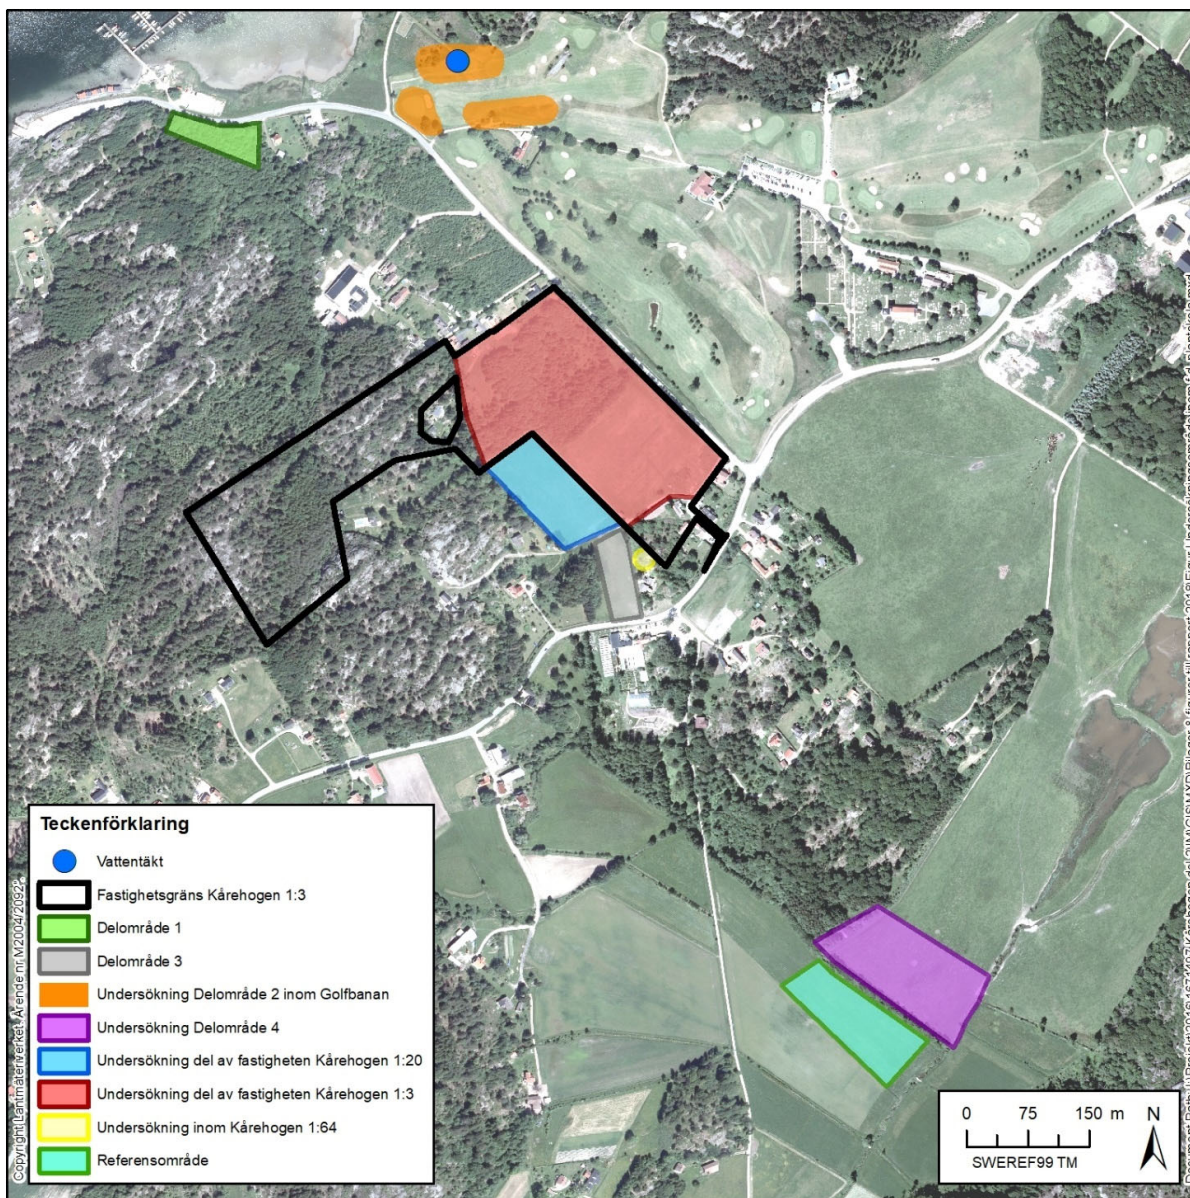 Teckenförklaring
Vattentäkt
Fastighetsgräns Kårehogen 1:3
Delområde 1
Delområde 3
Undersökning Delområde 2 inom Golfbanan
Undersökning Delområde 4
Undersökning del av fastigheten Kårehogen 1:20
Undersökning del av fastigheten Kårehogen 1:3
Undersökning inom Kårehogen 1:64
Referensområde
Copyright Lantmäteriverket. Ärende nr M2004/2092
0 75 150 m N
SWEREF99 TM
Document Path: